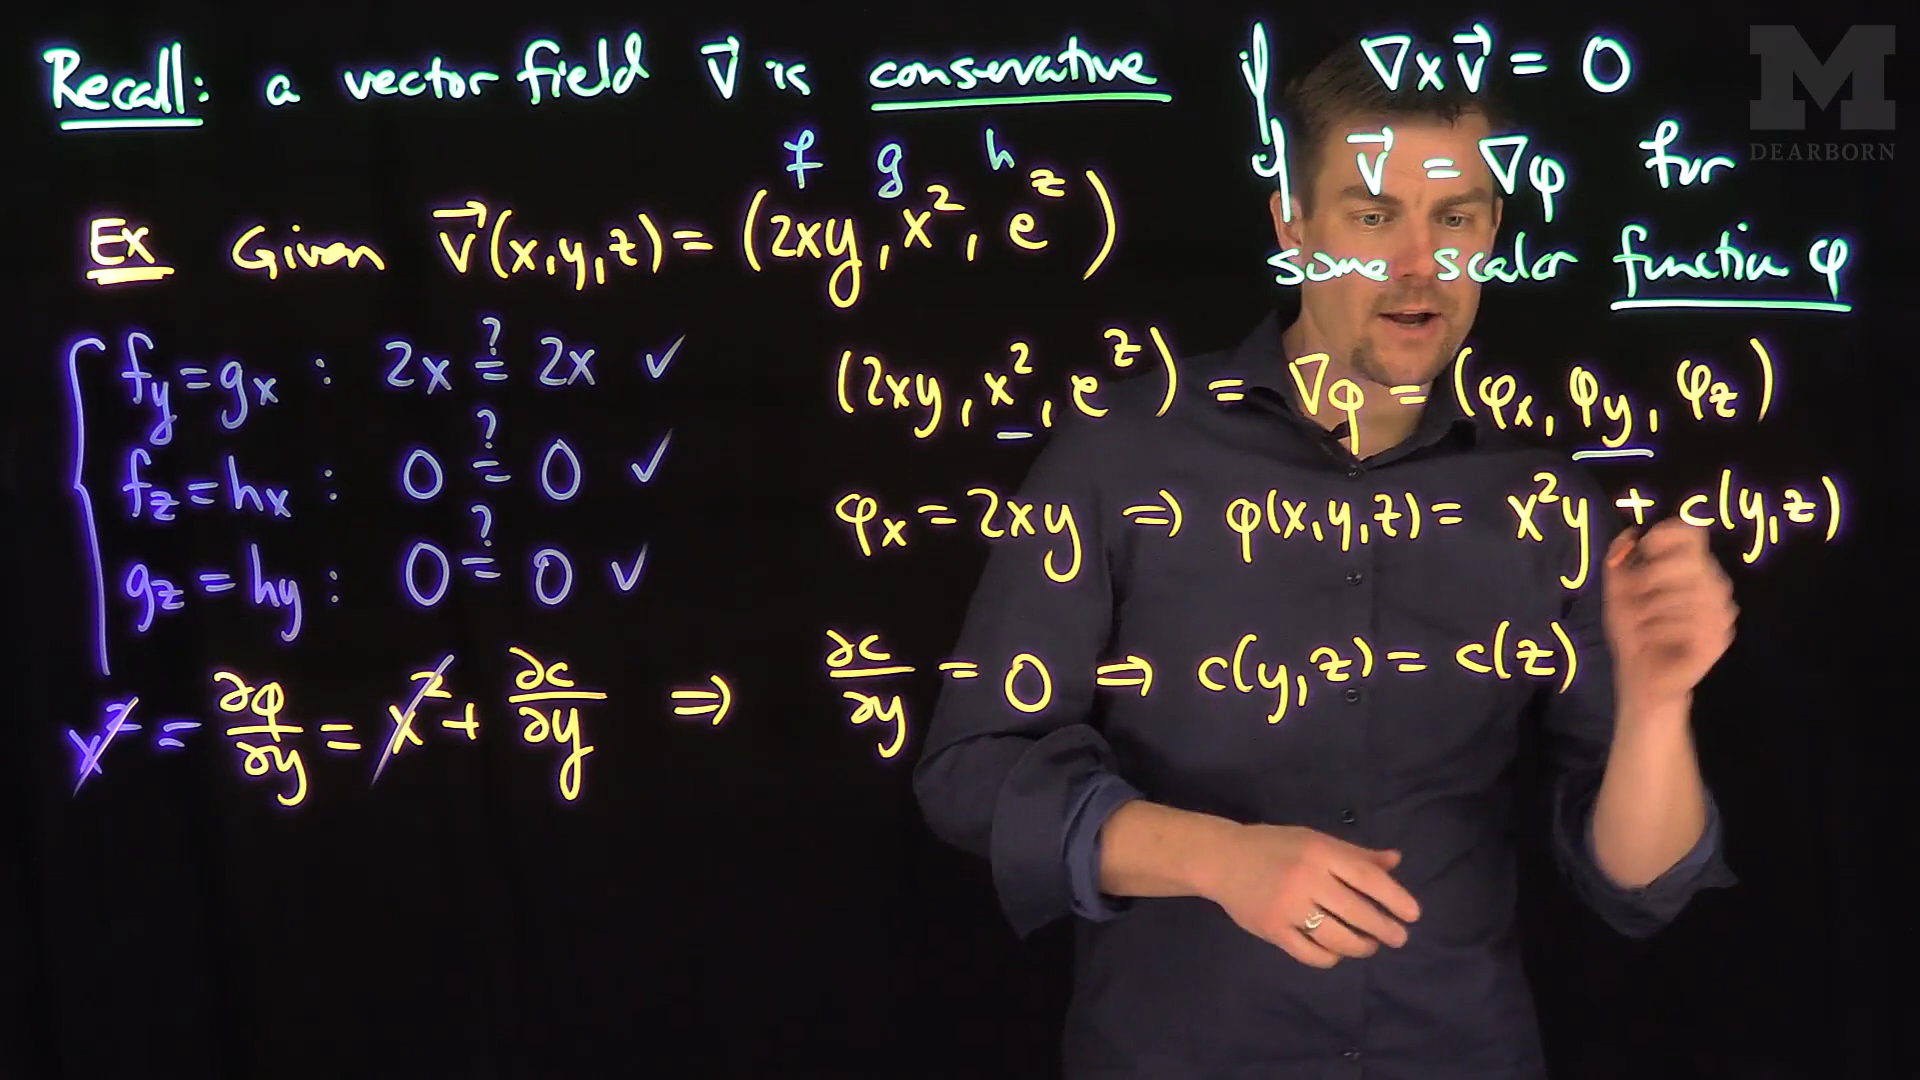 Recall: a vector field v⃗ is conservative if ∇×v⃗ = 0
if v⃗ = ∇φ for
some scalar function φ
M
DEARBORN
f g h
Ex Given v⃗(x,y,z) = (2xy, x², e^z)
f_y = g_x : 2x ≟ 2x ✓
f_z = h_x : 0 ≟ 0 ✓
g_z = h_y : 0 ≟ 0 ✓
(2xy, x², e^z) = ∇φ = (φ_x, φ_y, φ_z)
φ_x = 2xy ⇒ φ(x,y,z) = x²y + c(y,z)
x² = ∂φ/∂y = x² + ∂c/∂y ⇒ ∂c/∂y = 0 ⇒ c(y,z) = c(z)